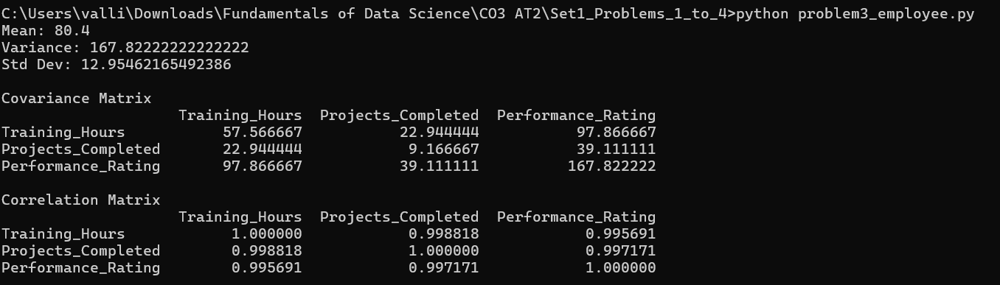 C:\Users\valli\Downloads\Fundamentals of Data Science\CO3 AT2\Set1_Problems_1_to_4>python problem3_employee.py
Mean: 80.4
Variance: 167.82222222222222
Std Dev: 12.95462165492386
Covariance Matrix
Training_Hours Projects_Completed Performance_Rating
Training_Hours 57.566667 22.944444 97.866667
Projects_Completed 22.944444 9.166667 39.111111
Performance_Rating 97.866667 39.111111 167.822222
Correlation Matrix
Training_Hours Projects_Completed Performance_Rating
Training_Hours 1.000000 0.998818 0.995691
Projects_Completed 0.998818 1.000000 0.997171
Performance_Rating 0.995691 0.997171 1.000000